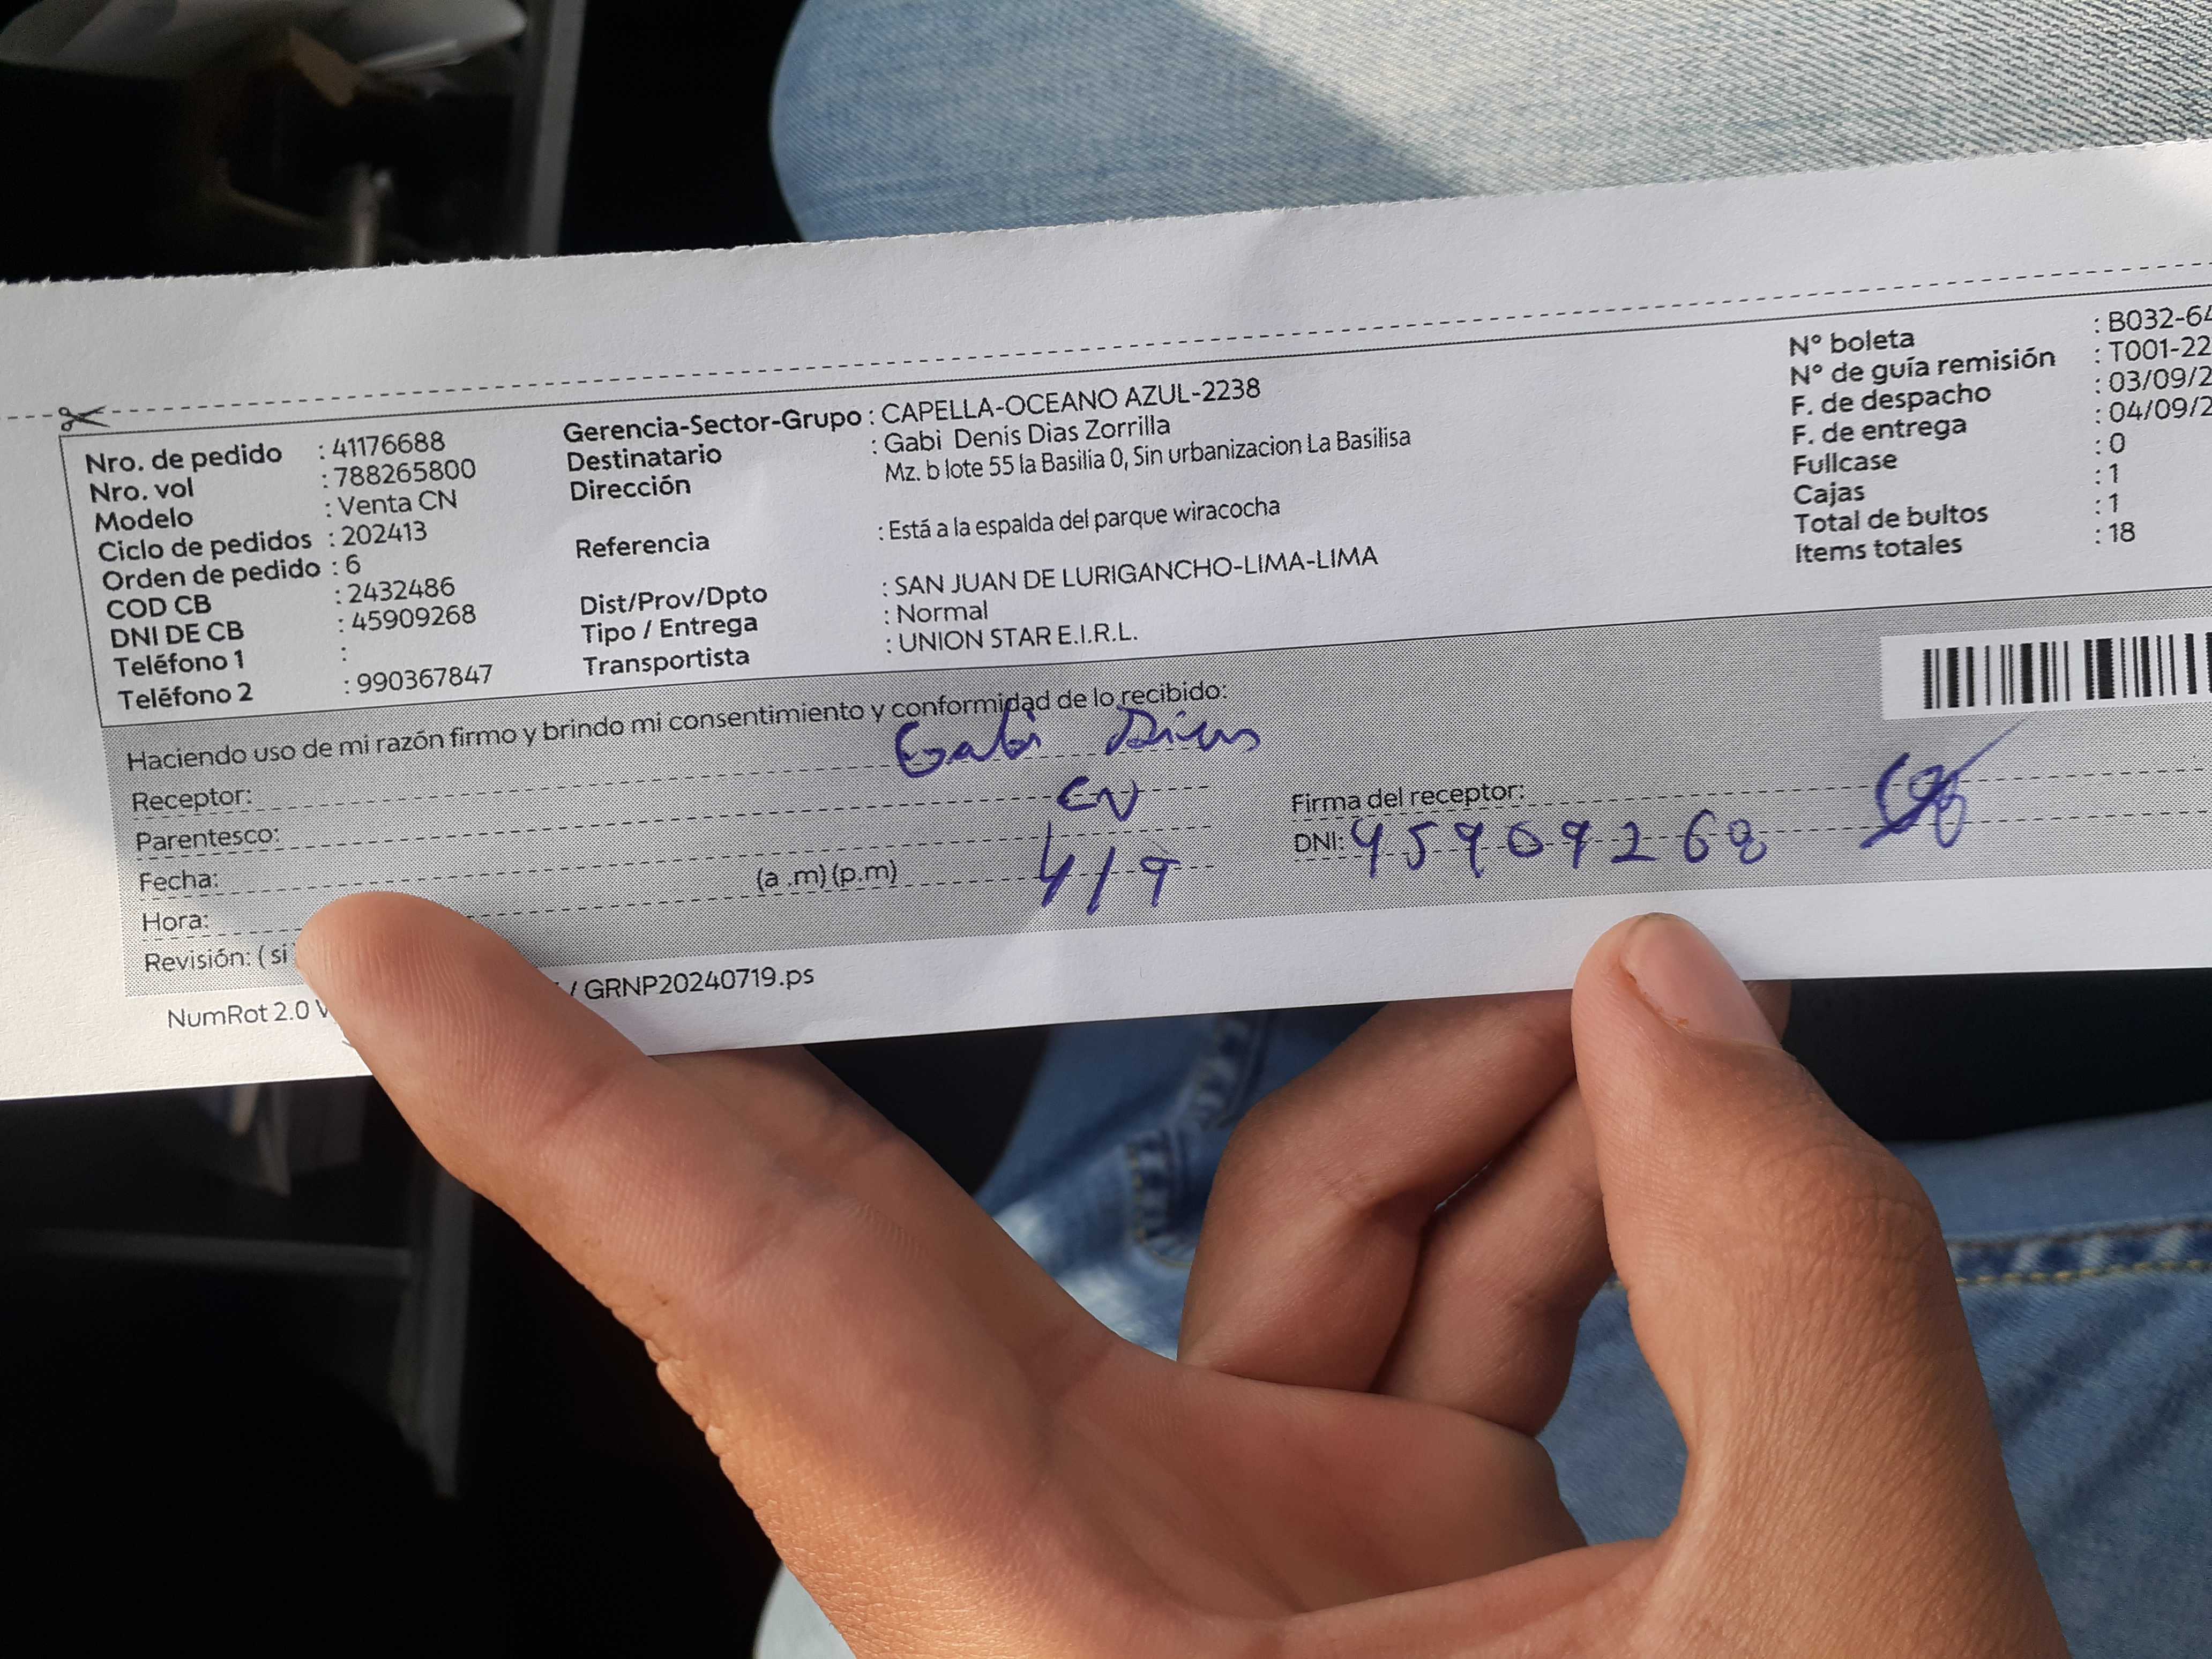 Nro. de pedido : 41176688
Nro. vol : 788265800
Modelo : Venta CN
Ciclo de pedidos : 202413
Orden de pedido : 6
COD CB : 2432486
DNI DE CB : 45909268
Teléfono 1 :
Teléfono 2 : 990367847
Gerencia-Sector-Grupo : CAPELLA-OCEANO AZUL-2238
Destinatario : Gabi Denis Dias Zorrilla
Dirección Mz. b lote 55 la Basilia 0, Sin urbanizacion La Basilisa
Referencia : Está a la espalda del parque wiracocha
Dist/Prov/Dpto : SAN JUAN DE LURIGANCHO-LIMA-LIMA
Tipo / Entrega : Normal
Transportista : UNION STAR E.I.R.L.
N° boleta : B032-64
N° de guía remisión : T001-22
F. de despacho : 03/09/2
F. de entrega : 04/09/2
Fullcase : 0
Cajas : 1
Total de bultos : 1
Items totales : 18
Haciendo uso de mi razón firmo y brindo mi consentimiento y conformidad de lo recibido:
Receptor: Gabi Dias
Parentesco: CN
Fecha: 4/9
(a .m) (p.m)
Hora:
Revisión: ( si
Firma del receptor:
DNI: 45909268
NumRot 2.0 / GRNP20240719.ps